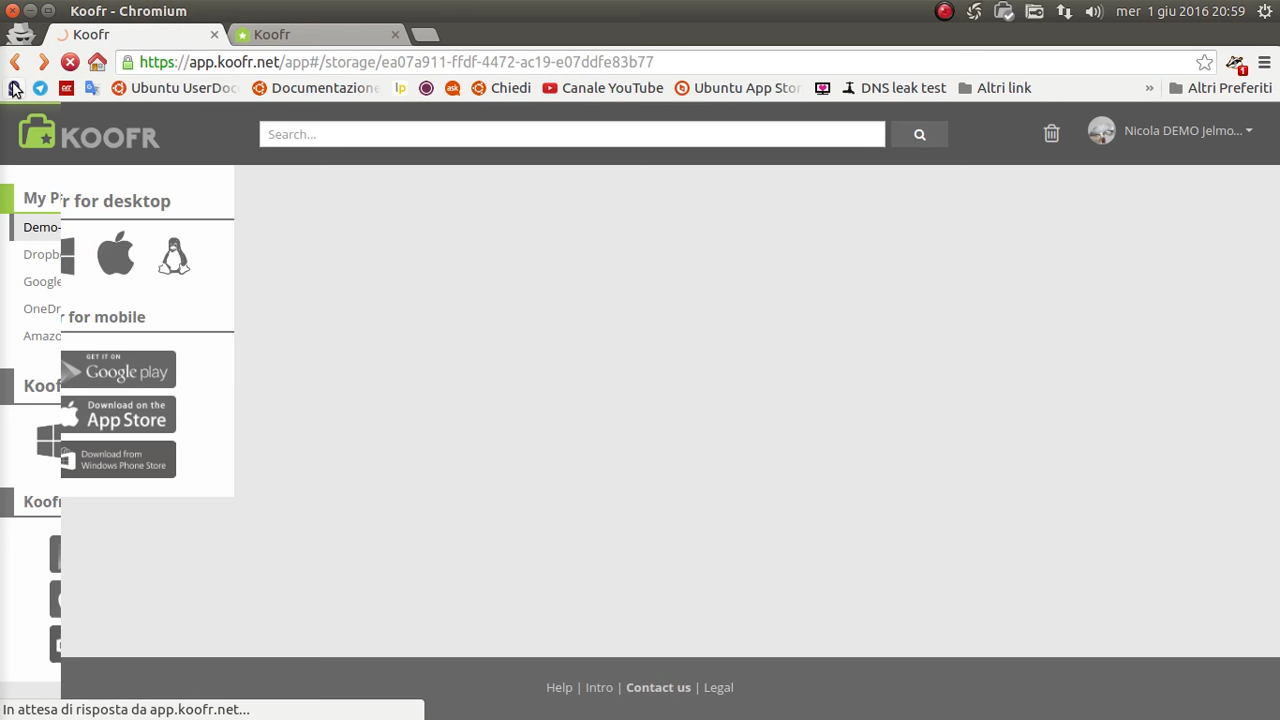 Koofr - Chromium
mer 1 giu 2016 20:59
Koofr
Koofr
https://app.koofr.net/app#/storage/ea07a911-ffdf-4472-ac19-e07ddfe83b77
1
Ubuntu UserDoc
Documentazione
lp
ask
Chiedi
Canale YouTube
Ubuntu App Stor
DNS leak test
Altri link
»
Altri Preferiti
KOOFR
Search...
Nicola DEMO Jelmo...
My P
r for desktop
Demo-
Dropb
Google
OneDr
r for mobile
Amazo
GET IT ON
Google play
Koof
Download on the
App Store
Download from
Windows Phone Store
Koofr
Help | Intro | Contact us | Legal
In attesa di risposta da app.koofr.net...